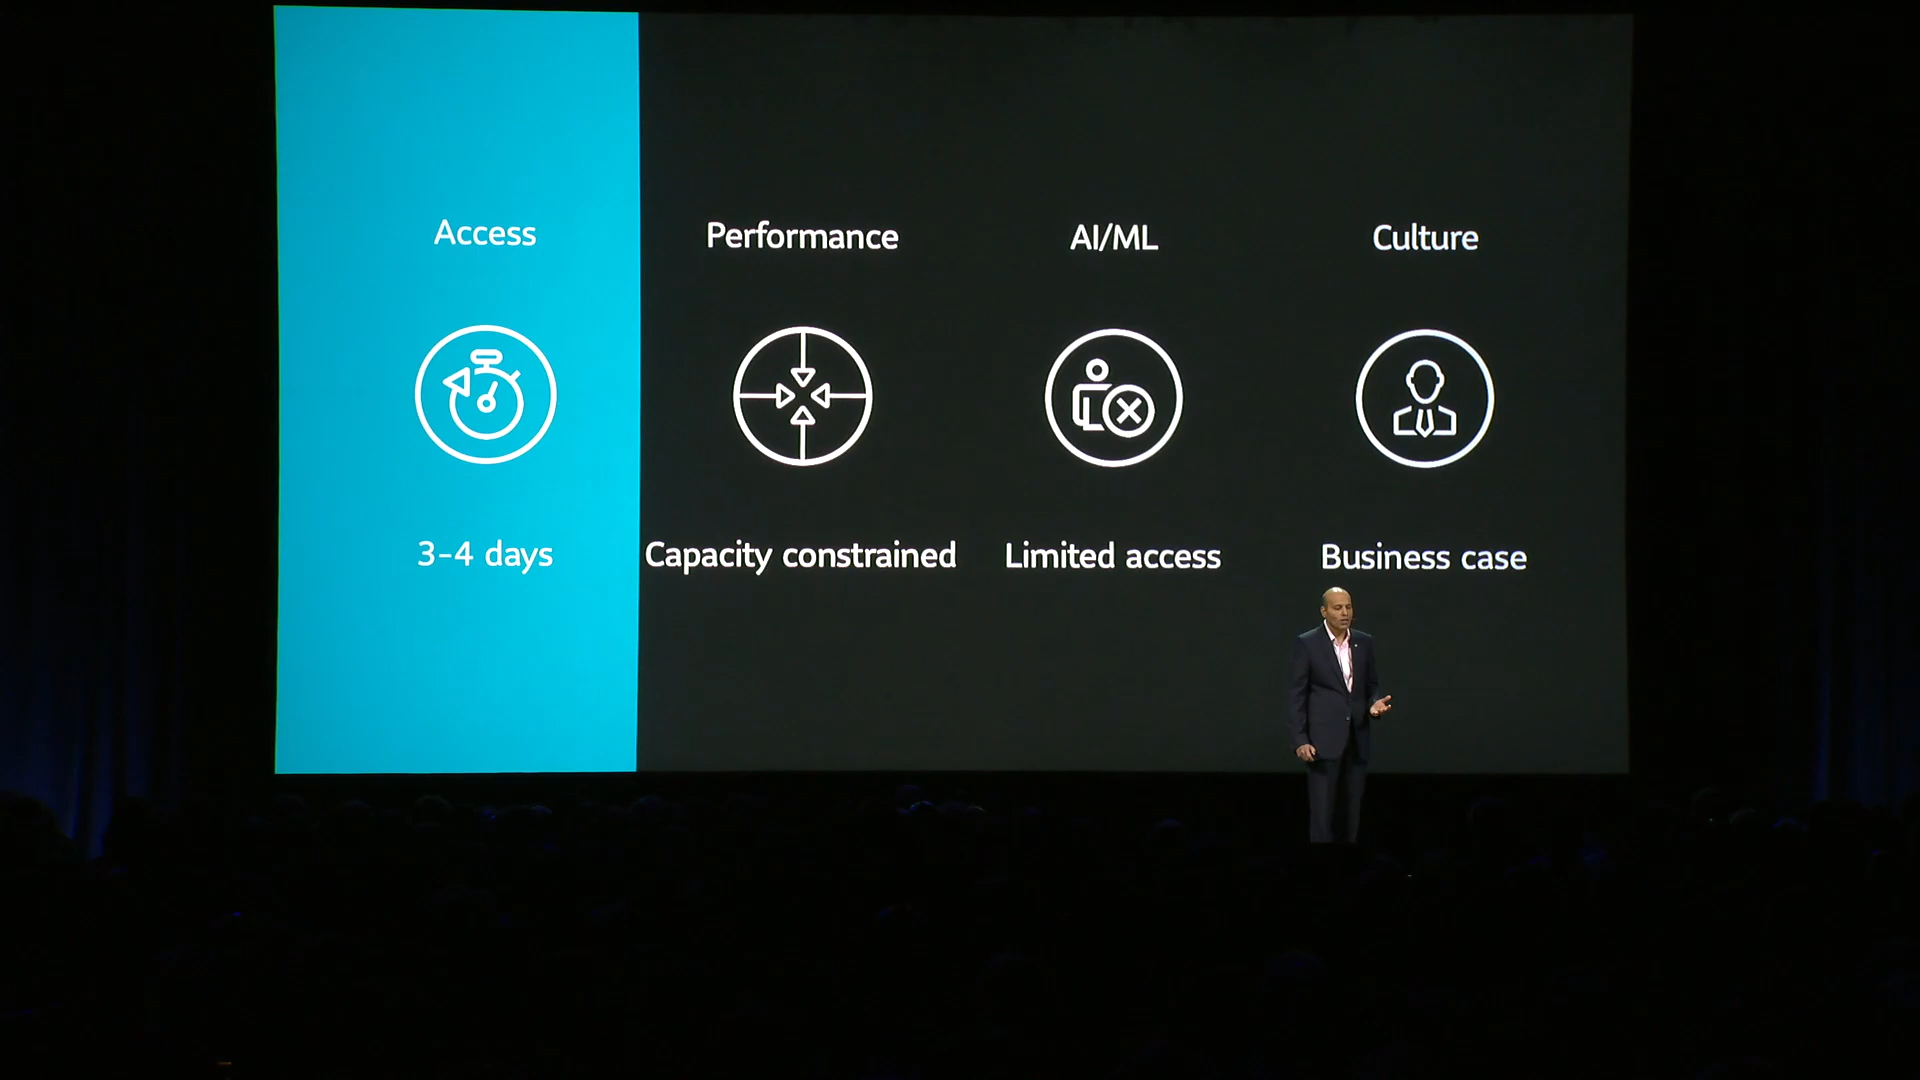 Access
Performance
AI/ML
Culture
3-4 days
Capacity constrained
Limited access
Business case